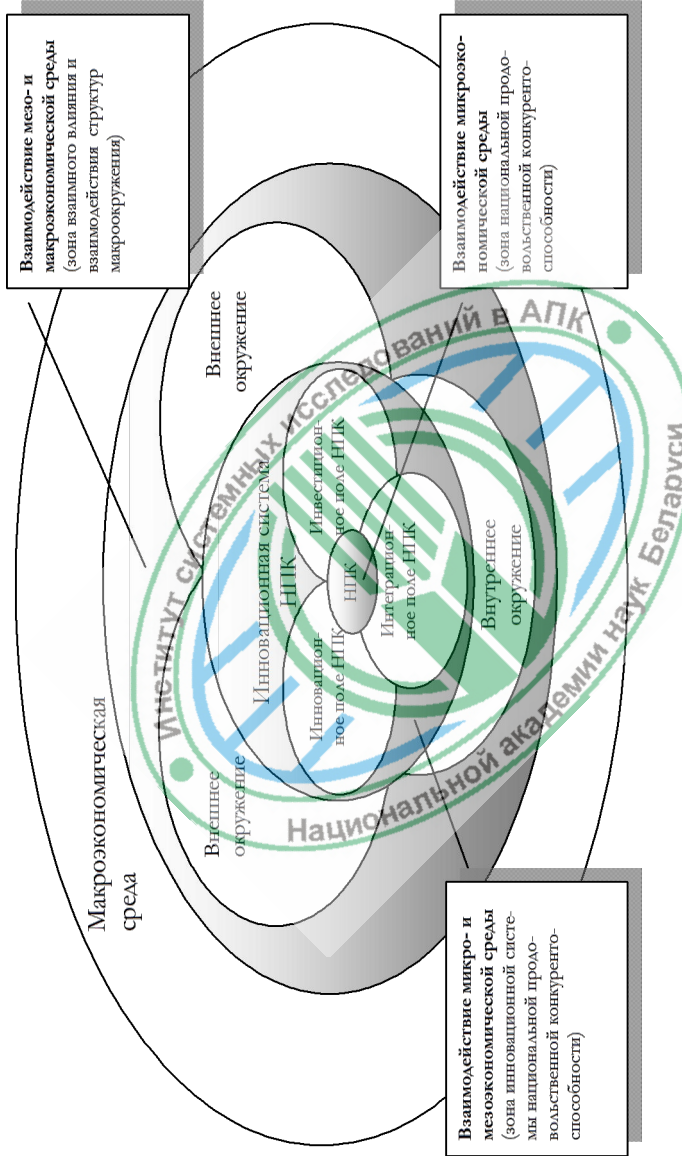 Макроэкономическая
среда
Внешнее
окружение
Внешнее
окружение
Инновационная система
НПК
Инновацион-
ное поле НПК
Инвестицион-
ное поле НПК
НПК
Интеграцион-
ное поле НПК
Внутреннее
окружение
Взаимодействие микро- и
мезоэкономической среды
(зона инновационной систе-
мы национальной продо-
вольственной конкуренто-
способности)
Взаимодействие мезо- и
макроэкономической среды
(зона взаимного влияния и
взаимодействия структур
макроокружения)
Взаимодействие микроэко-
номической среды
(зона национальной продо-
вольственной конкуренто-
способности)
Институт системных исследований в АПК
Национальной академии наук Беларуси